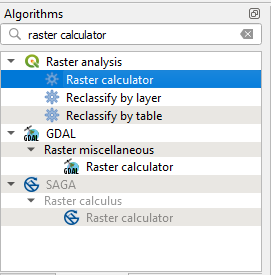 Algorithms
raster calculator
Raster analysis
Raster calculator
Reclassify by layer
Reclassify by table
GDAL
Raster miscellaneous
GDAL Raster calculator
SAGA
Raster calculus
Raster calculator